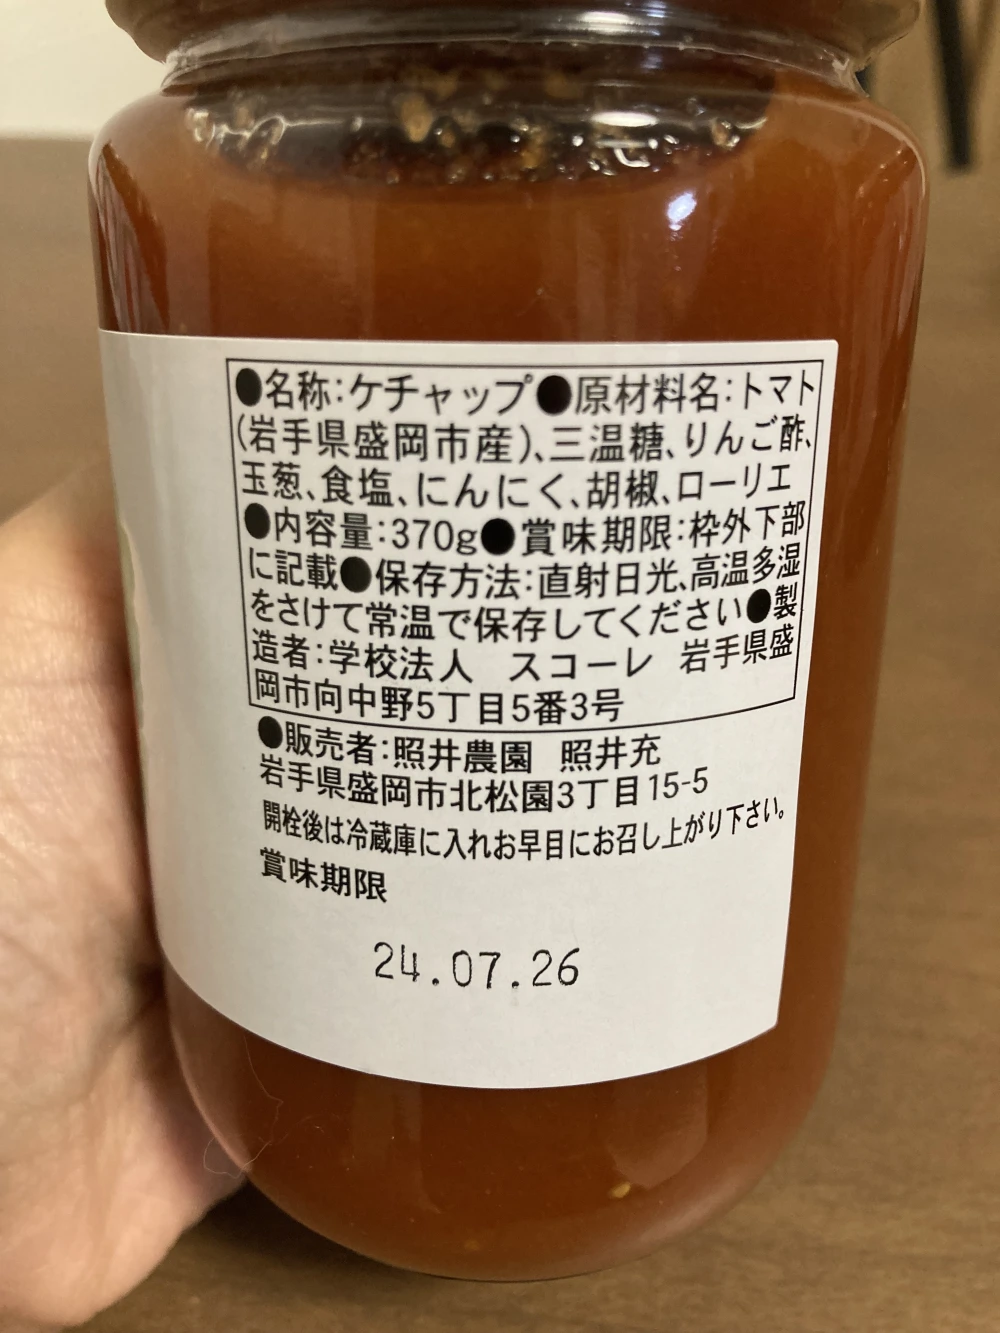 ●名称:ケチャップ●原材料名:トマト
(岩手県盛岡市産)、三温糖、りんご酢、
玉葱、食塩、にんにく、胡椒、ローリエ
●内容量:370g●賞味期限:枠外下部
に記載●保存方法:直射日光、高温多湿
をさけて常温で保存してください●製
造者:学校法人　スコーレ　岩手県盛
岡市向中野5丁目5番3号
●販売者:照井農園　照井充
岩手県盛岡市北松園3丁目15-5
開栓後は冷蔵庫に入れお早目にお召し上がり下さい。
賞味期限
24.07.26